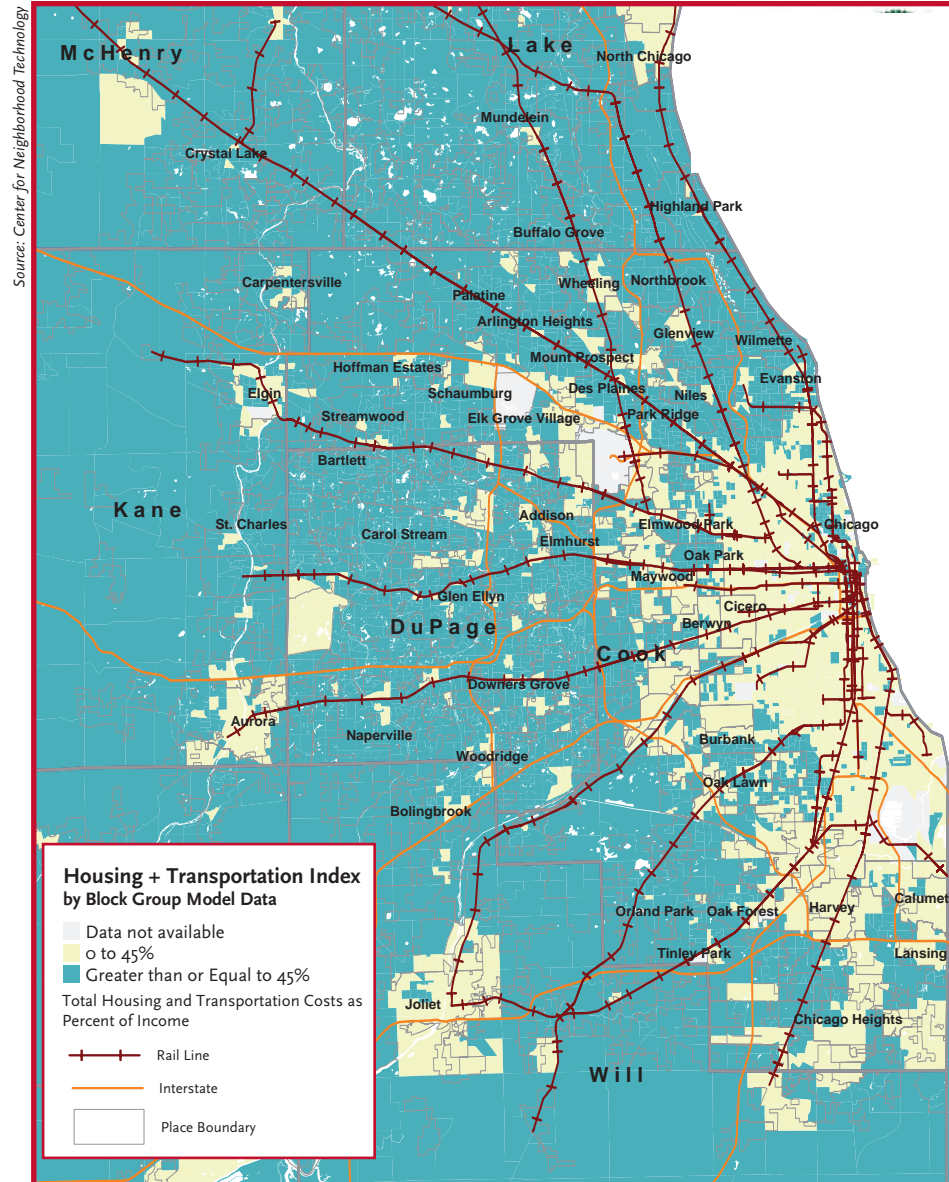 Source: Center for Neighborhood Technology
McHenry
Lake
North Chicago
Mundelein
Crystal Lake
Highland Park
Buffalo Grove
Carpentersville
Wheeling
Northbrook
Palatine
Arlington Heights
Glenview
Wilmette
Mount Prospect
Hoffman Estates
Evanston
Des Plaines
Elgin
Schaumburg
Niles
Streamwood
Elk Grove Village
Park Ridge
Bartlett
Kane
St. Charles
Addison
Elmwood Park
Chicago
Carol Stream
Elmhurst
Oak Park
Maywood
Glen Ellyn
Cicero
DuPage
Berwyn
Cook
Downers Grove
Aurora
Naperville
Burbank
Woodridge
Oak Lawn
Bolingbrook
Calumet
Orland Park
Oak Forest
Harvey
Tinley Park
Lansing
Joliet
Chicago Heights
Will
Housing + Transportation Index
by Block Group Model Data
Data not available
0 to 45%
Greater than or Equal to 45%
Total Housing and Transportation Costs as
Percent of Income
Rail Line
Interstate
Place Boundary